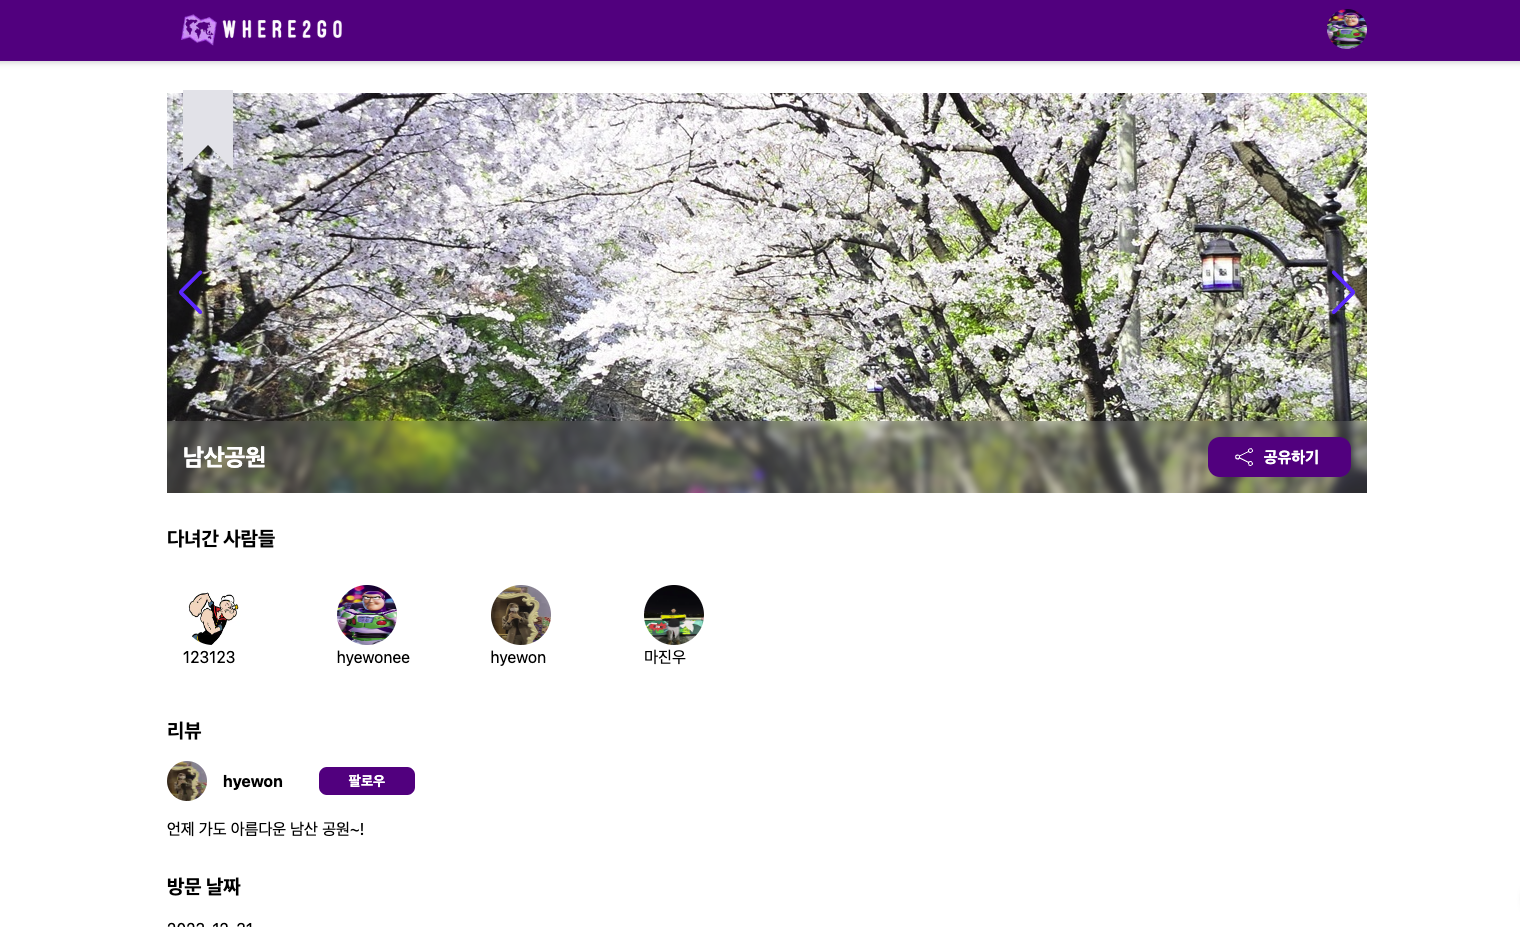 WHERE2GO
남산공원
공유하기
다녀간 사람들
123123
hyewonee
hyewon
마진우
리뷰
hyewon
팔로우
언제 가도 아름다운 남산 공원~!
방문 날짜